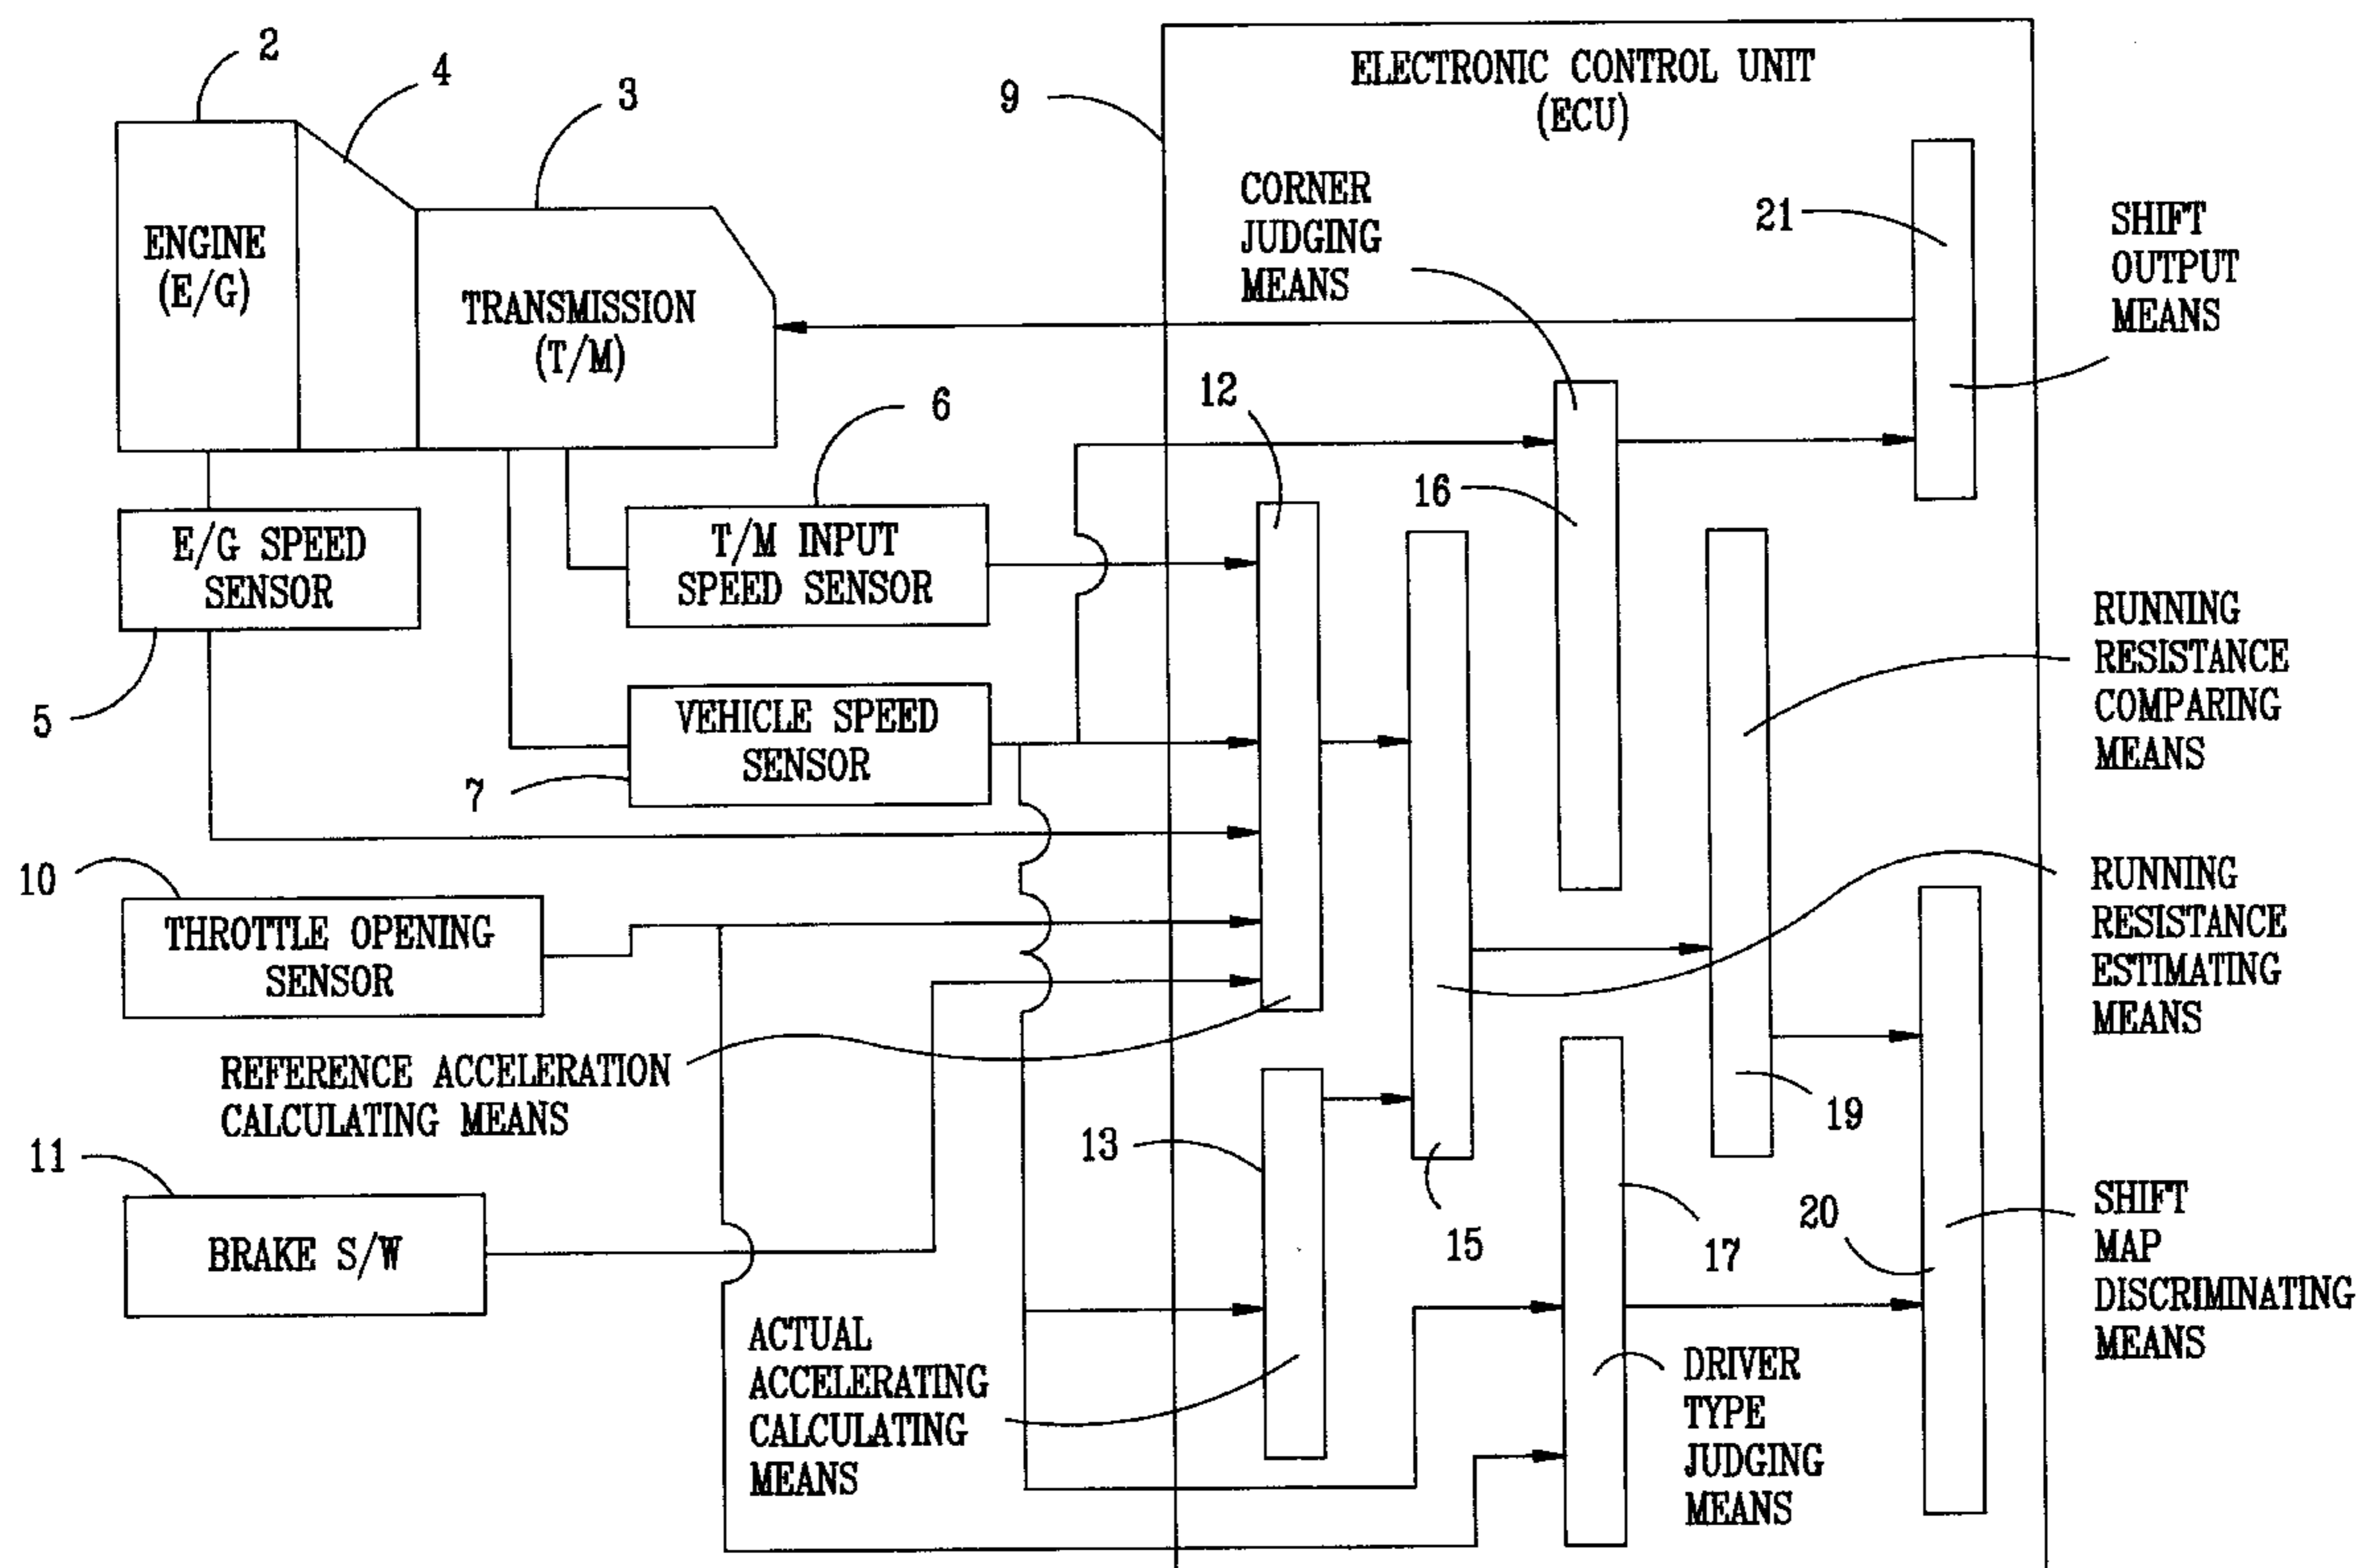 2
4
3
ENGINE
(E/G)
TRANSMISSION
(T/M)
9
ELECTRONIC CONTROL UNIT
(ECU)
CORNER
JUDGING
MEANS
21
SHIFT
OUTPUT
MEANS
6
12
16
E/G SPEED
SENSOR
5
T/M INPUT
SPEED SENSOR
VEHICLE SPEED
SENSOR
7
RUNNING
RESISTANCE
COMPARING
MEANS
10
THROTTLE OPENING
SENSOR
RUNNING
RESISTANCE
ESTIMATING
MEANS
REFERENCE ACCELERATION
CALCULATING MEANS
11
BRAKE S/W
13
15
17
19
20
SHIFT
MAP
DISCRIMINATING
MEANS
ACTUAL
ACCELERATING
CALCULATING
MEANS
DRIVER
TYPE
JUDGING
MEANS